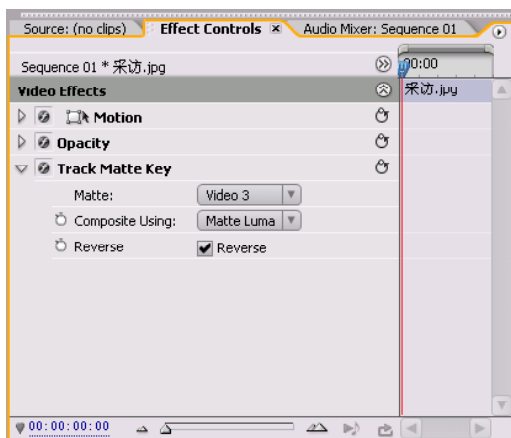 Source: (no clips) Effect Controls Audio Mixer: Sequence 01
Sequence 01 * 采访.jpg 00:00
Video Effects 采访.jpg
Motion
Opacity
Track Matte Key
Matte: Video 3
Composite Using: Matte Luma
Reverse Reverse
00:00:00:00